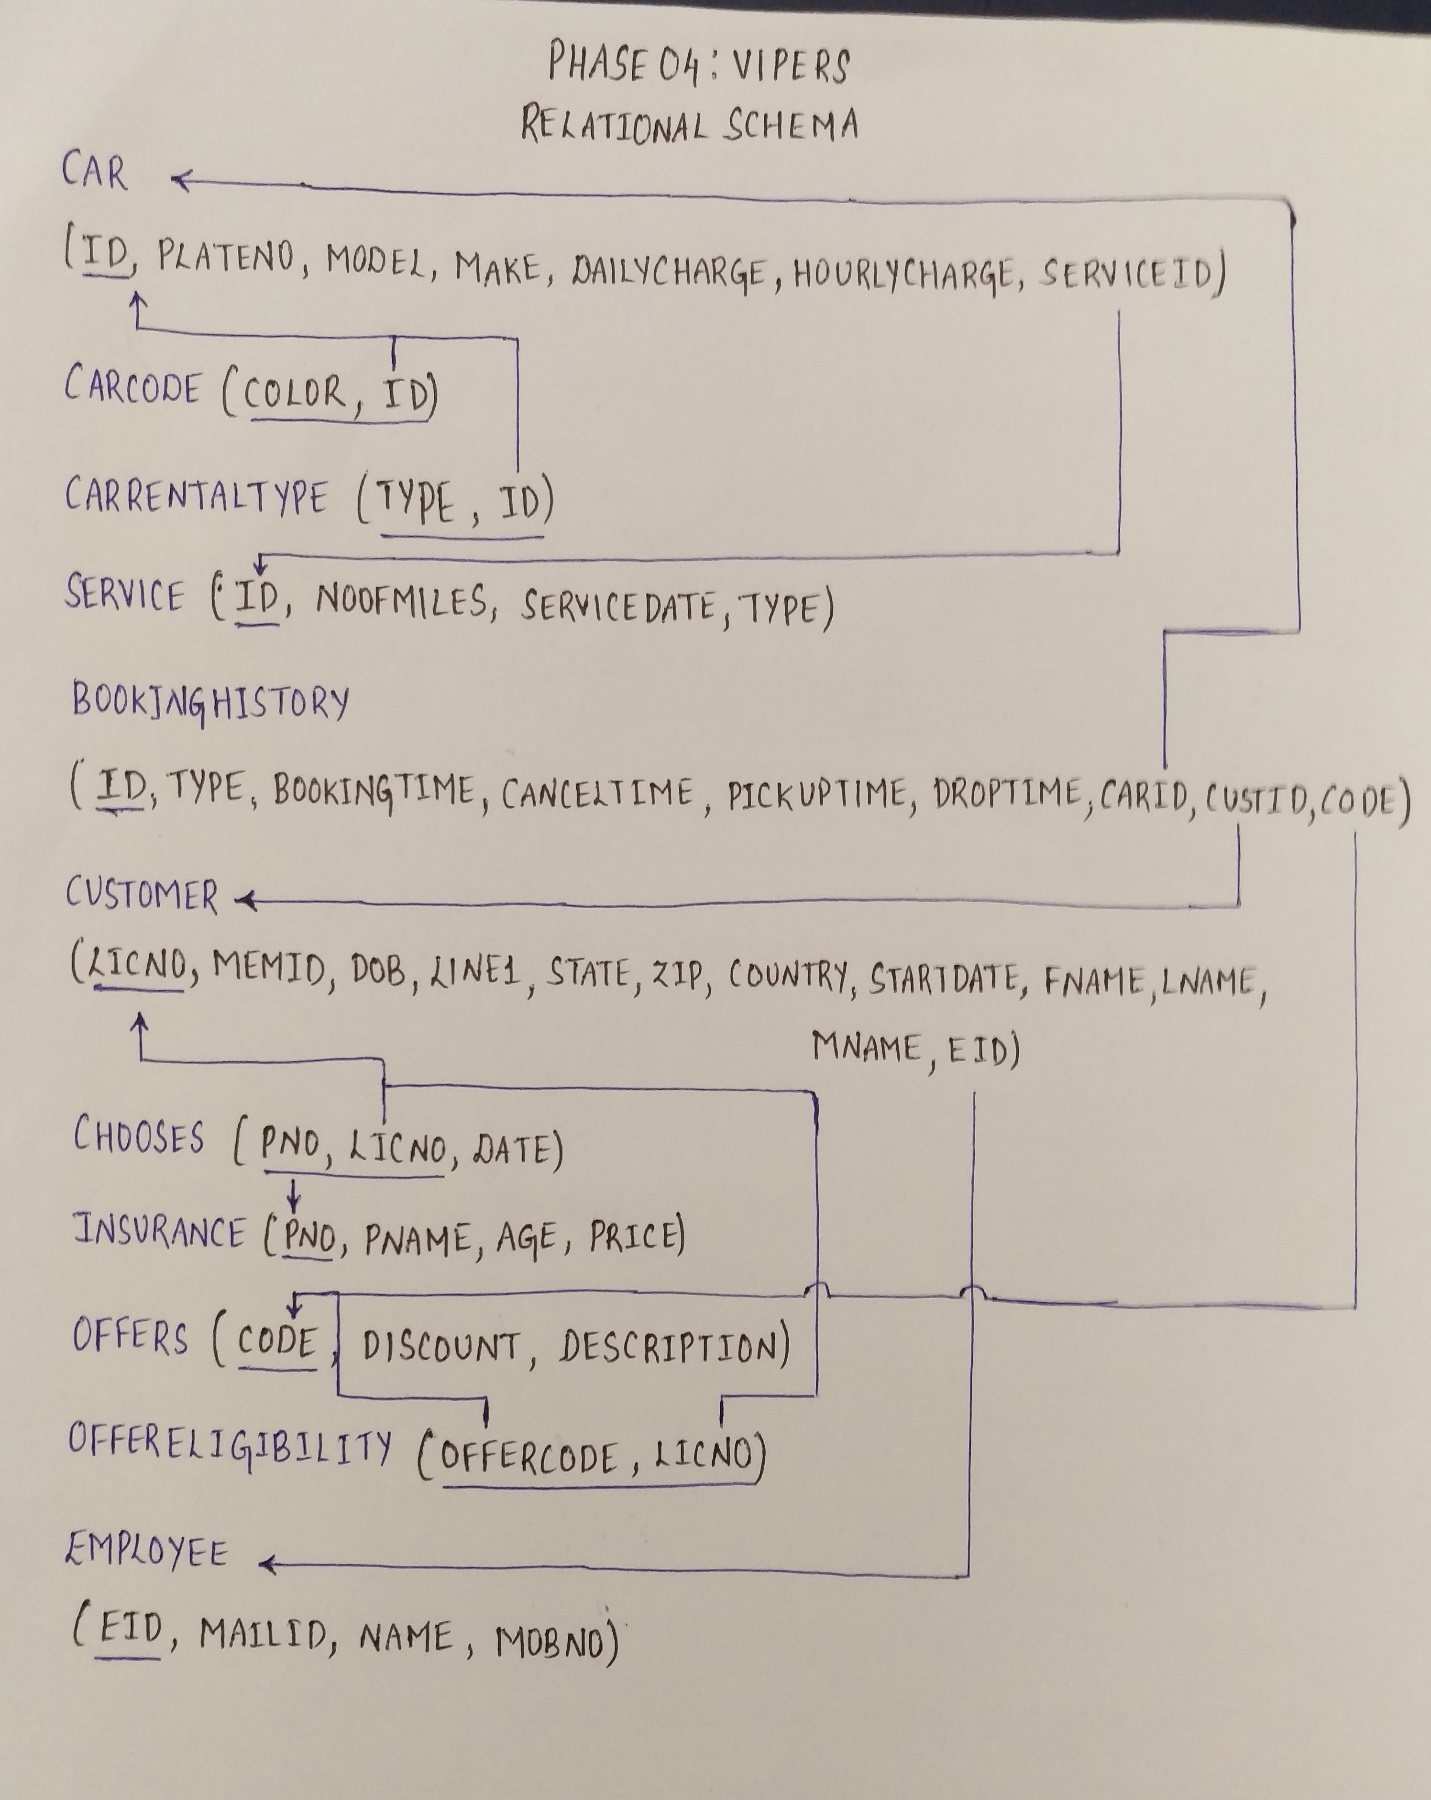 PHASE 04: VIPERS
RELATIONAL SCHEMA
CAR
(ID, PLATENO, MODEL, MAKE, DAILYCHARGE, HOURLYCHARGE, SERVICEID)
CARCODE (COLOR, ID)
CARRENTALTYPE (TYPE, ID)
SERVICE (ID, NOOFMILES, SERVICEDATE, TYPE)
BOOKINGHISTORY
(ID, TYPE, BOOKINGTIME, CANCELTIME, PICKUPTIME, DROPTIME, CARID, CUSTID, CODE)
CUSTOMER
(LICNO, MEMID, DOB, LINE1, STATE, ZIP, COUNTRY, STARTDATE, FNAME, LNAME,
MNAME, EID)
CHOOSES (PNO, LICNO, DATE)
INSURANCE (PNO, PNAME, AGE, PRICE)
OFFERS (CODE, DISCOUNT, DESCRIPTION)
OFFERELIGIBILITY (OFFERCODE, LICNO)
EMPLOYEE
(EID, MAILID, NAME, MOBNO)